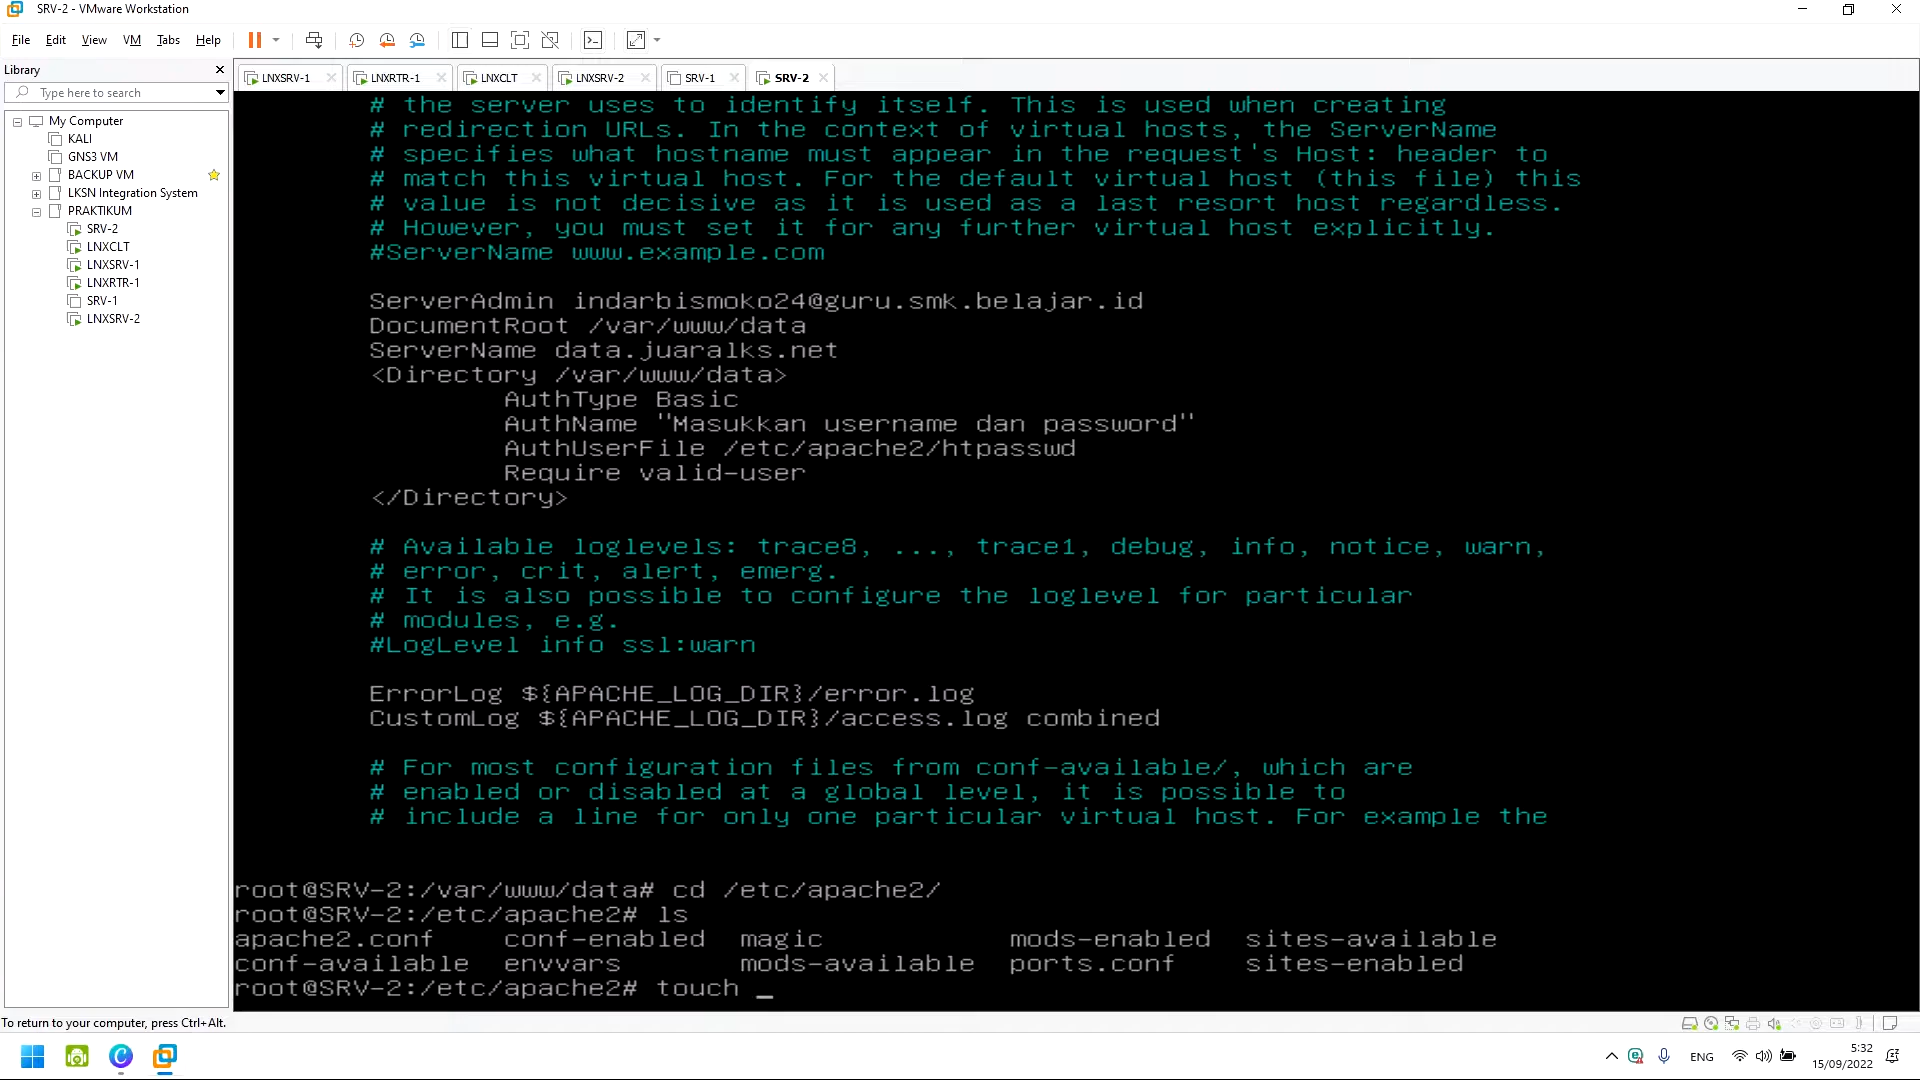 SRV-2 - VMware Workstation
File Edit View VM Tabs Help
Library
LNXSRV-1 LNXRTR-1 LNXCLT LNXSRV-2 SRV-1 SRV-2
Type here to search
My Computer
KALI
GNS3 VM
BACKUP VM
LKSN Integration System
PRAKTIKUM
SRV-2
LNXCLT
LNXSRV-1
LNXRTR-1
SRV-1
LNXSRV-2
# the server uses to identify itself. This is used when creating
# redirection URLs. In the context of virtual hosts, the ServerName
# specifies what hostname must appear in the request's Host: header to
# match this virtual host. For the default virtual host (this file) this
# value is not decisive as it is used as a last resort host regardless.
# However, you must set it for any further virtual host explicitly.
#ServerName www.example.com
ServerAdmin indarbismoko24@guru.smk.belajar.id
DocumentRoot /var/www/data
ServerName data.juaralks.net
<Directory /var/www/data>
AuthType Basic
AuthName "Masukkan username dan password"
AuthUserFile /etc/apache2/htpasswd
Require valid-user
</Directory>
# Available loglevels: trace8, ..., trace1, debug, info, notice, warn,
# error, crit, alert, emerg.
# It is also possible to configure the loglevel for particular
# modules, e.g.
#LogLevel info ssl:warn
ErrorLog ${APACHE_LOG_DIR}/error.log
CustomLog ${APACHE_LOG_DIR}/access.log combined
# For most configuration files from conf-available/, which are
# enabled or disabled at a global level, it is possible to
# include a line for only one particular virtual host. For example the
root@SRV-2:/var/www/data# cd /etc/apache2/
root@SRV-2:/etc/apache2# ls
apache2.conf conf-enabled magic mods-enabled sites-available
conf-available envvars mods-available ports.conf sites-enabled
root@SRV-2:/etc/apache2# touch _
To return to your computer, press Ctrl+Alt.
ENG
5:32
15/09/2022